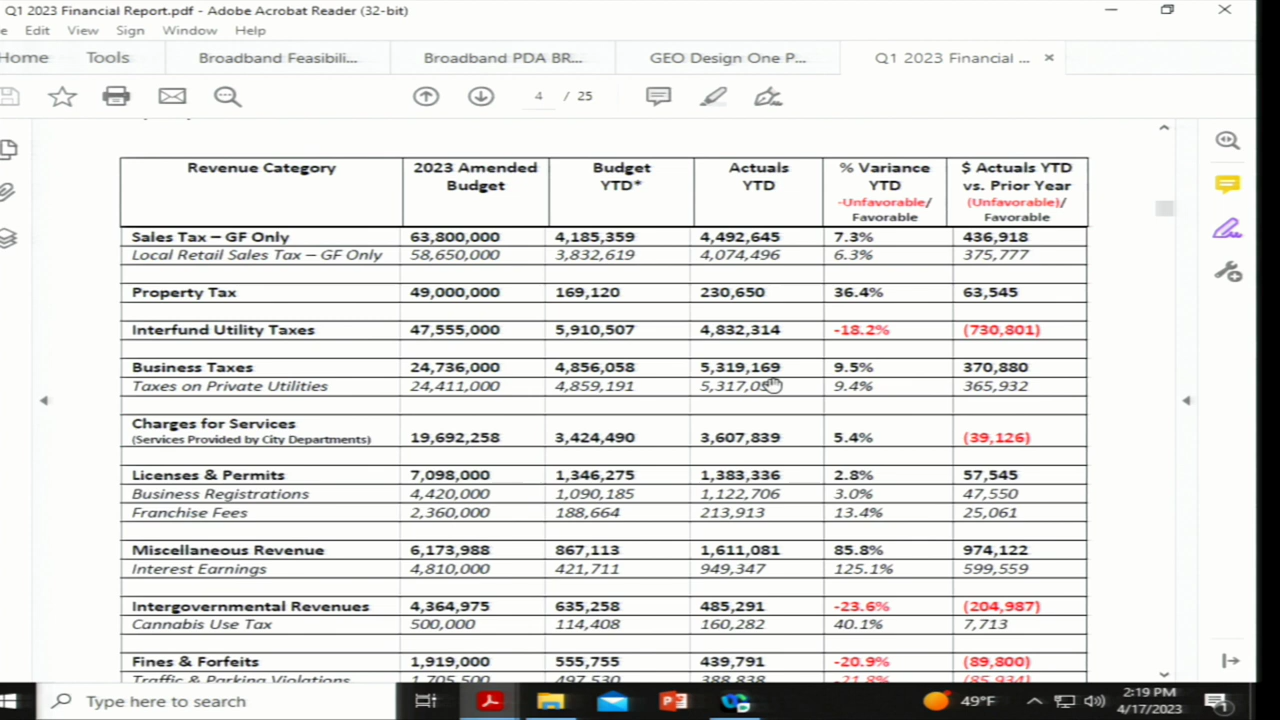 Q1 2023 Financial Report.pdf - Adobe Acrobat Reader (32-bit)
Edit View Sign Window Help
Home Tools Broadband Feasibili... Broadband PDA BR... GEO Design One P... Q1 2023 Financial ... ×
4 / 25
Revenue Category 2023 Amended Budget Budget YTD* Actuals YTD % Variance YTD -Unfavorable/ Favorable $ Actuals YTD vs. Prior Year (Unfavorable)/ Favorable
Sales Tax – GF Only 63,800,000 4,185,359 4,492,645 7.3% 436,918
Local Retail Sales Tax – GF Only 58,650,000 3,832,619 4,074,496 6.3% 375,777
Property Tax 49,000,000 169,120 230,650 36.4% 63,545
Interfund Utility Taxes 47,555,000 5,910,507 4,832,314 -18.2% (730,801)
Business Taxes 24,736,000 4,856,058 5,319,169 9.5% 370,880
Taxes on Private Utilities 24,411,000 4,859,191 9.4% 365,932
Charges for Services
(Services Provided by City Departments) 19,692,258 3,424,490 3,607,839 5.4% (39,126)
Licenses & Permits 7,098,000 1,346,275 1,383,336 2.8% 57,545
Business Registrations 4,420,000 1,090,185 1,122,706 3.0% 47,550
Franchise Fees 2,360,000 188,664 213,913 13.4% 25,061
Miscellaneous Revenue 6,173,988 867,113 1,611,081 85.8% 974,122
Interest Earnings 4,810,000 421,711 949,347 125.1% 599,559
Intergovernmental Revenues 4,364,975 635,258 485,291 -23.6% (204,987)
Cannabis Use Tax 500,000 114,408 160,282 40.1% 7,713
Fines & Forfeits 1,919,000 555,755 439,791 -20.9% (89,800)
Traffic & Parking Violations 1,705,500 497,530 388,838 -21.8% (85,934)
Type here to search 49°F 2:19 PM
4/17/2023 1